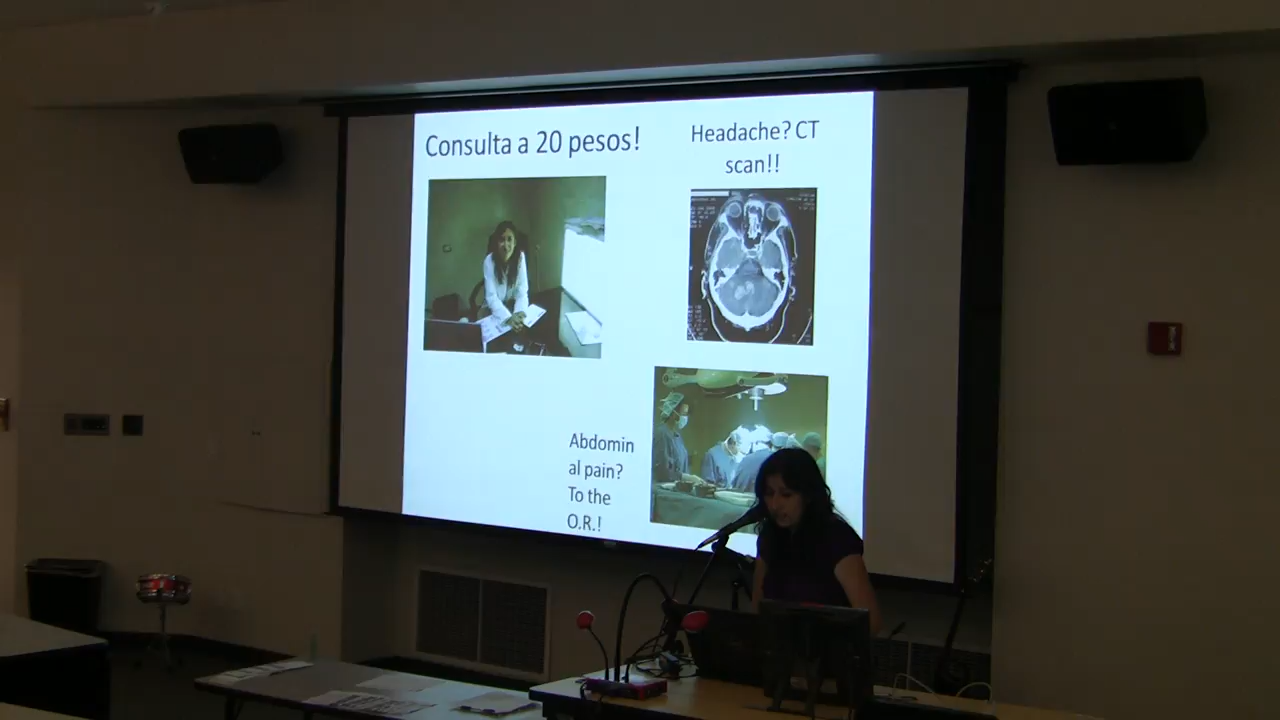 Consulta a 20 pesos!
Headache? CT
scan!!
Abdomin
al pain?
To the
O.R.!